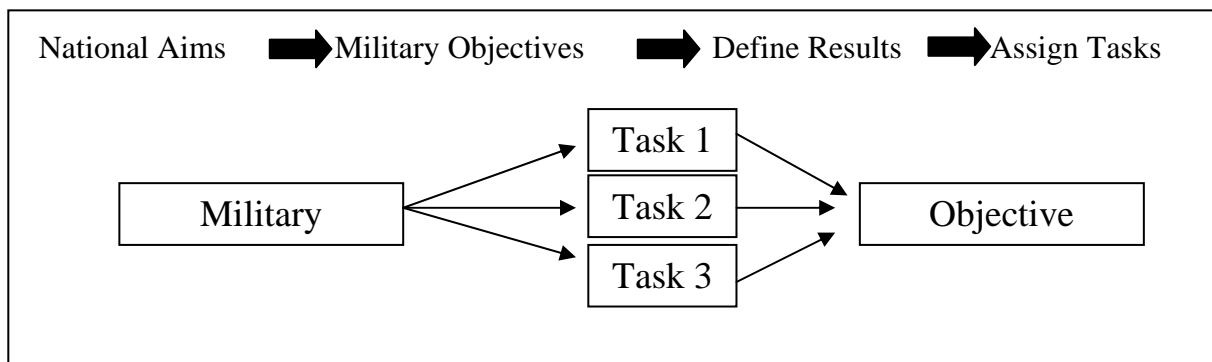 National Aims Military Objectives Define Results Assign Tasks
Task 1
Military Task 2 Objective
Task 3